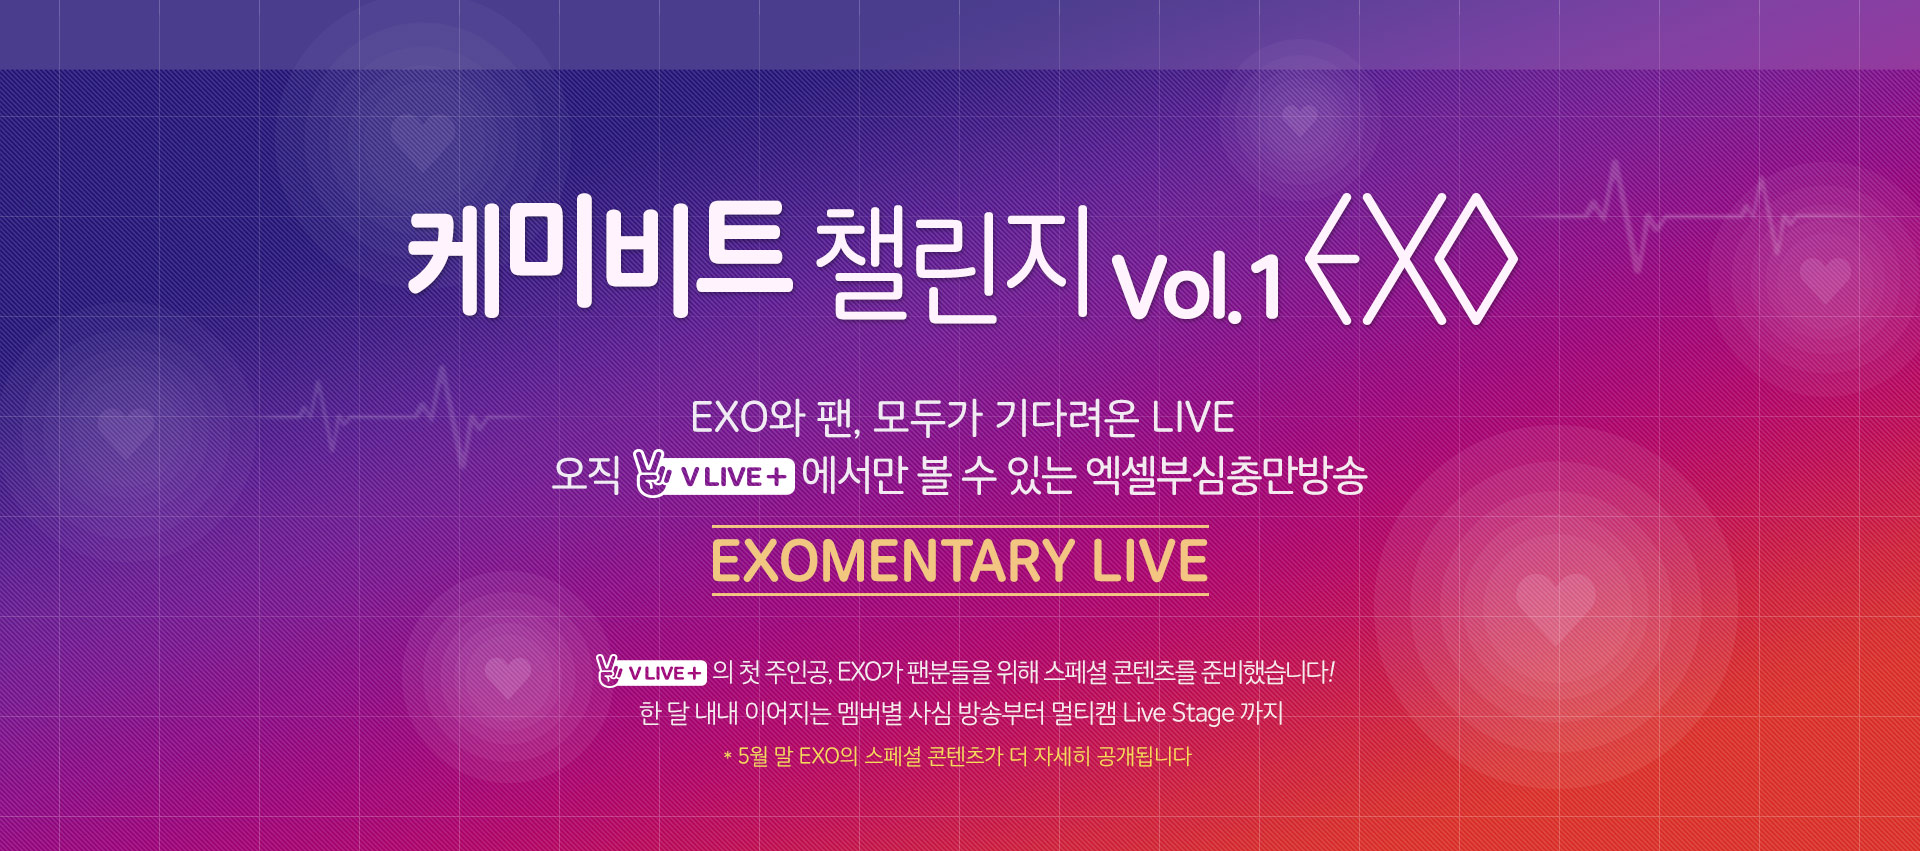 케미비트 챌린지 Vol.1 EXO
EXO와 팬, 모두가 기다려온 LIVE
오직 V LIVE+ 에서만 볼 수 있는 엑셀부심충만방송
EXOMENTARY LIVE
V LIVE+ 의 첫 주인공, EXO가 팬분들을 위해 스페셜 콘텐츠를 준비했습니다!
한 달 내내 이어지는 멤버별 사심 방송부터 멀티캠 Live Stage 까지
* 5월 말 EXO의 스페셜 콘텐츠가 더 자세히 공개됩니다